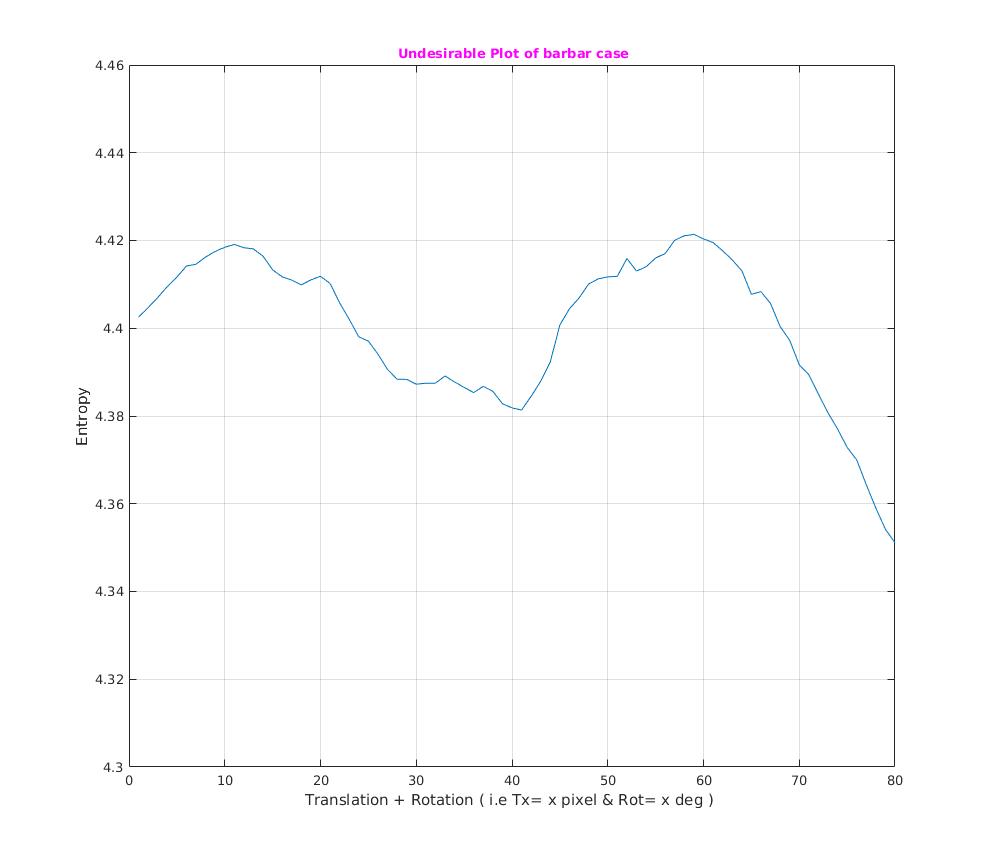 Undesirable Plot of barbar case
4.46
4.44
4.42
4.4
4.38
4.36
4.34
4.32
4.3
Entropy
0 10 20 30 40 50 60 70 80
Translation + Rotation ( i.e Tx= x pixel & Rot= x deg )